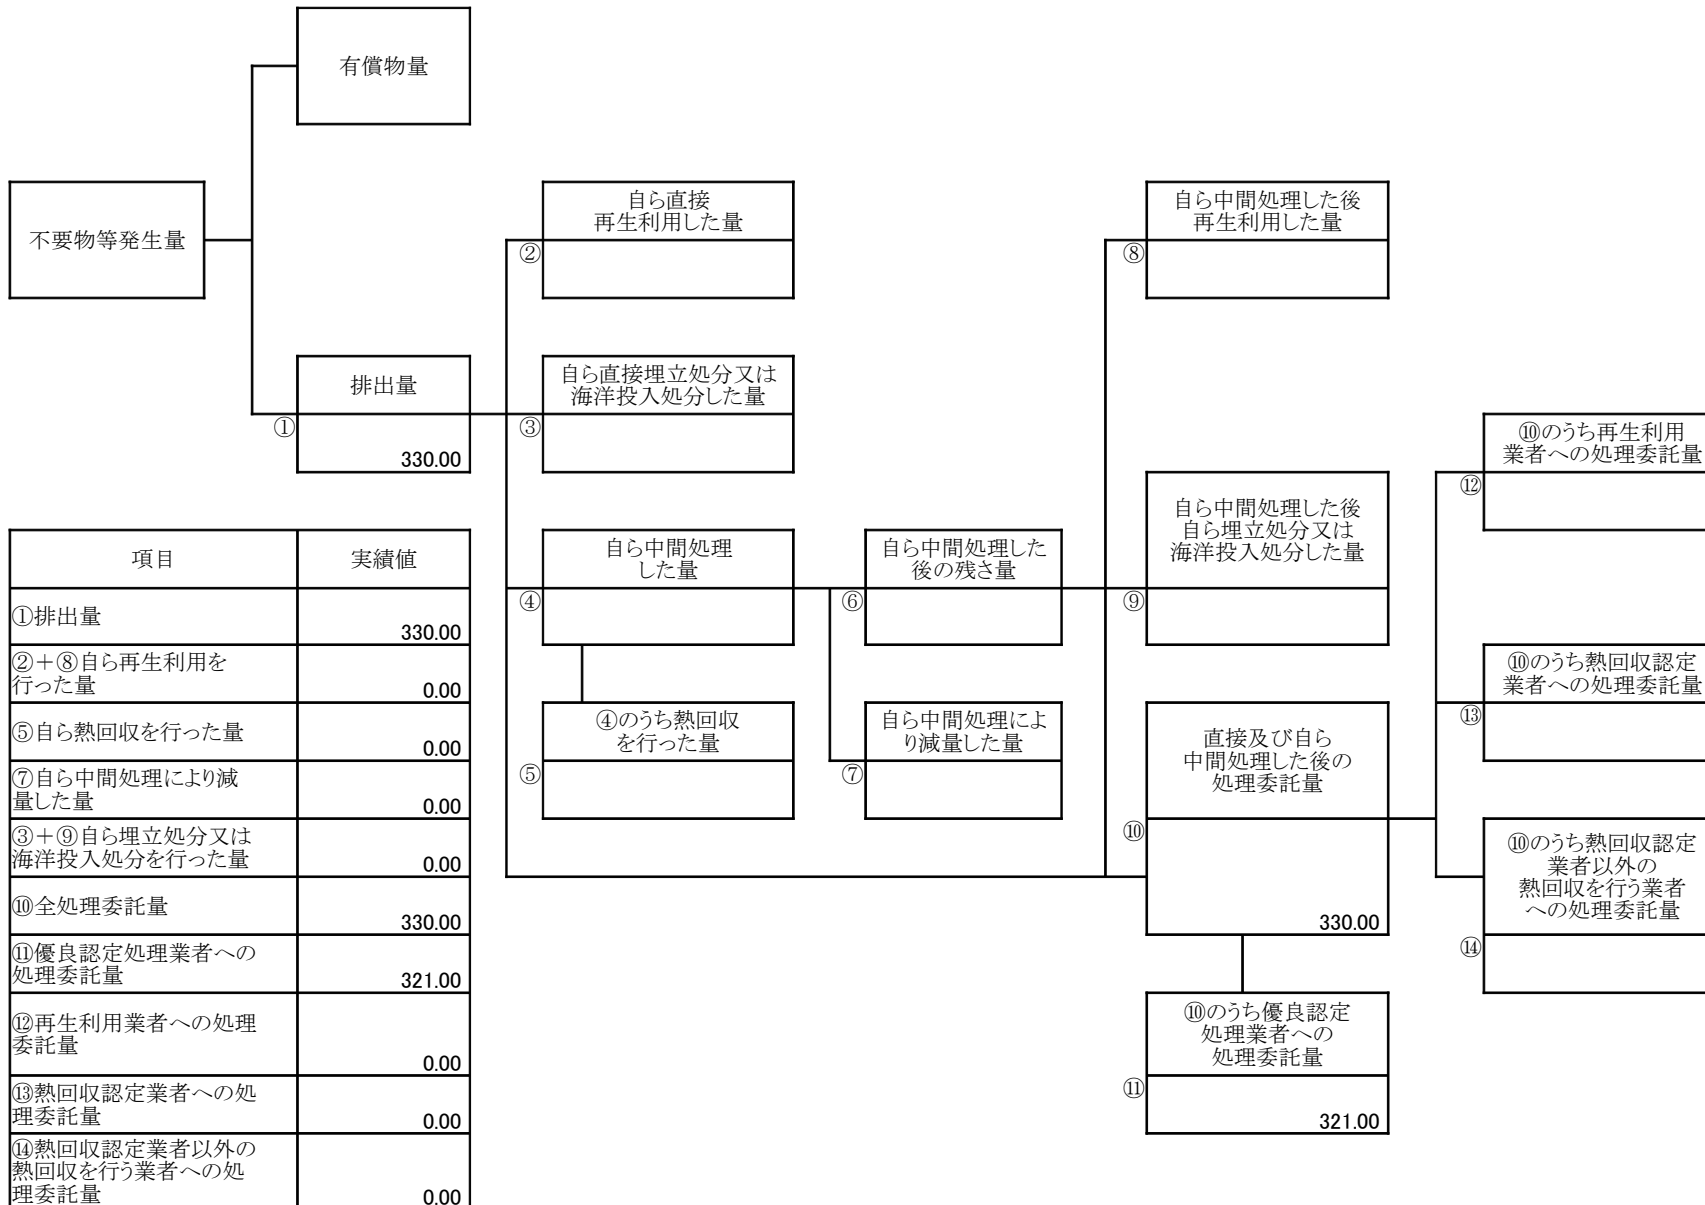 有償物量
不要物等発生量
自ら直接
再生利用した量
②
自ら中間処理した後
再生利用した量
⑧
排出量
①
330.00
自ら直接埋立処分又は
海洋投入処分した量
③
⑩のうち再生利用
業者への処理委託量
⑫
自ら中間処理した後
自ら埋立処分又は
海洋投入処分した量
⑨
自ら中間処理
した量
④
自ら中間処理した
後の残さ量
⑥
⑩のうち熱回収認定
業者への処理委託量
⑬
④のうち熱回収
を行った量
⑤
自ら中間処理によ
り減量した量
⑦
直接及び自ら
中間処理した後の
処理委託量
⑩
330.00
⑩のうち熱回収認定
業者以外の
熱回収を行う業者
への処理委託量
⑭
⑩のうち優良認定
処理業者への
処理委託量
⑪
321.00
項目 実績値
①排出量
330.00
②＋⑧自ら再生利用を
行った量
0.00
⑤自ら熱回収を行った量
0.00
⑦自ら中間処理により減
量した量
0.00
③＋⑨自ら埋立処分又は
海洋投入処分を行った量
0.00
⑩全処理委託量
330.00
⑪優良認定処理業者への
処理委託量
321.00
⑫再生利用業者への処理
委託量
0.00
⑬熱回収認定業者への処
理委託量
0.00
⑭熱回収認定業者以外の
熱回収を行う業者への処
理委託量
0.00